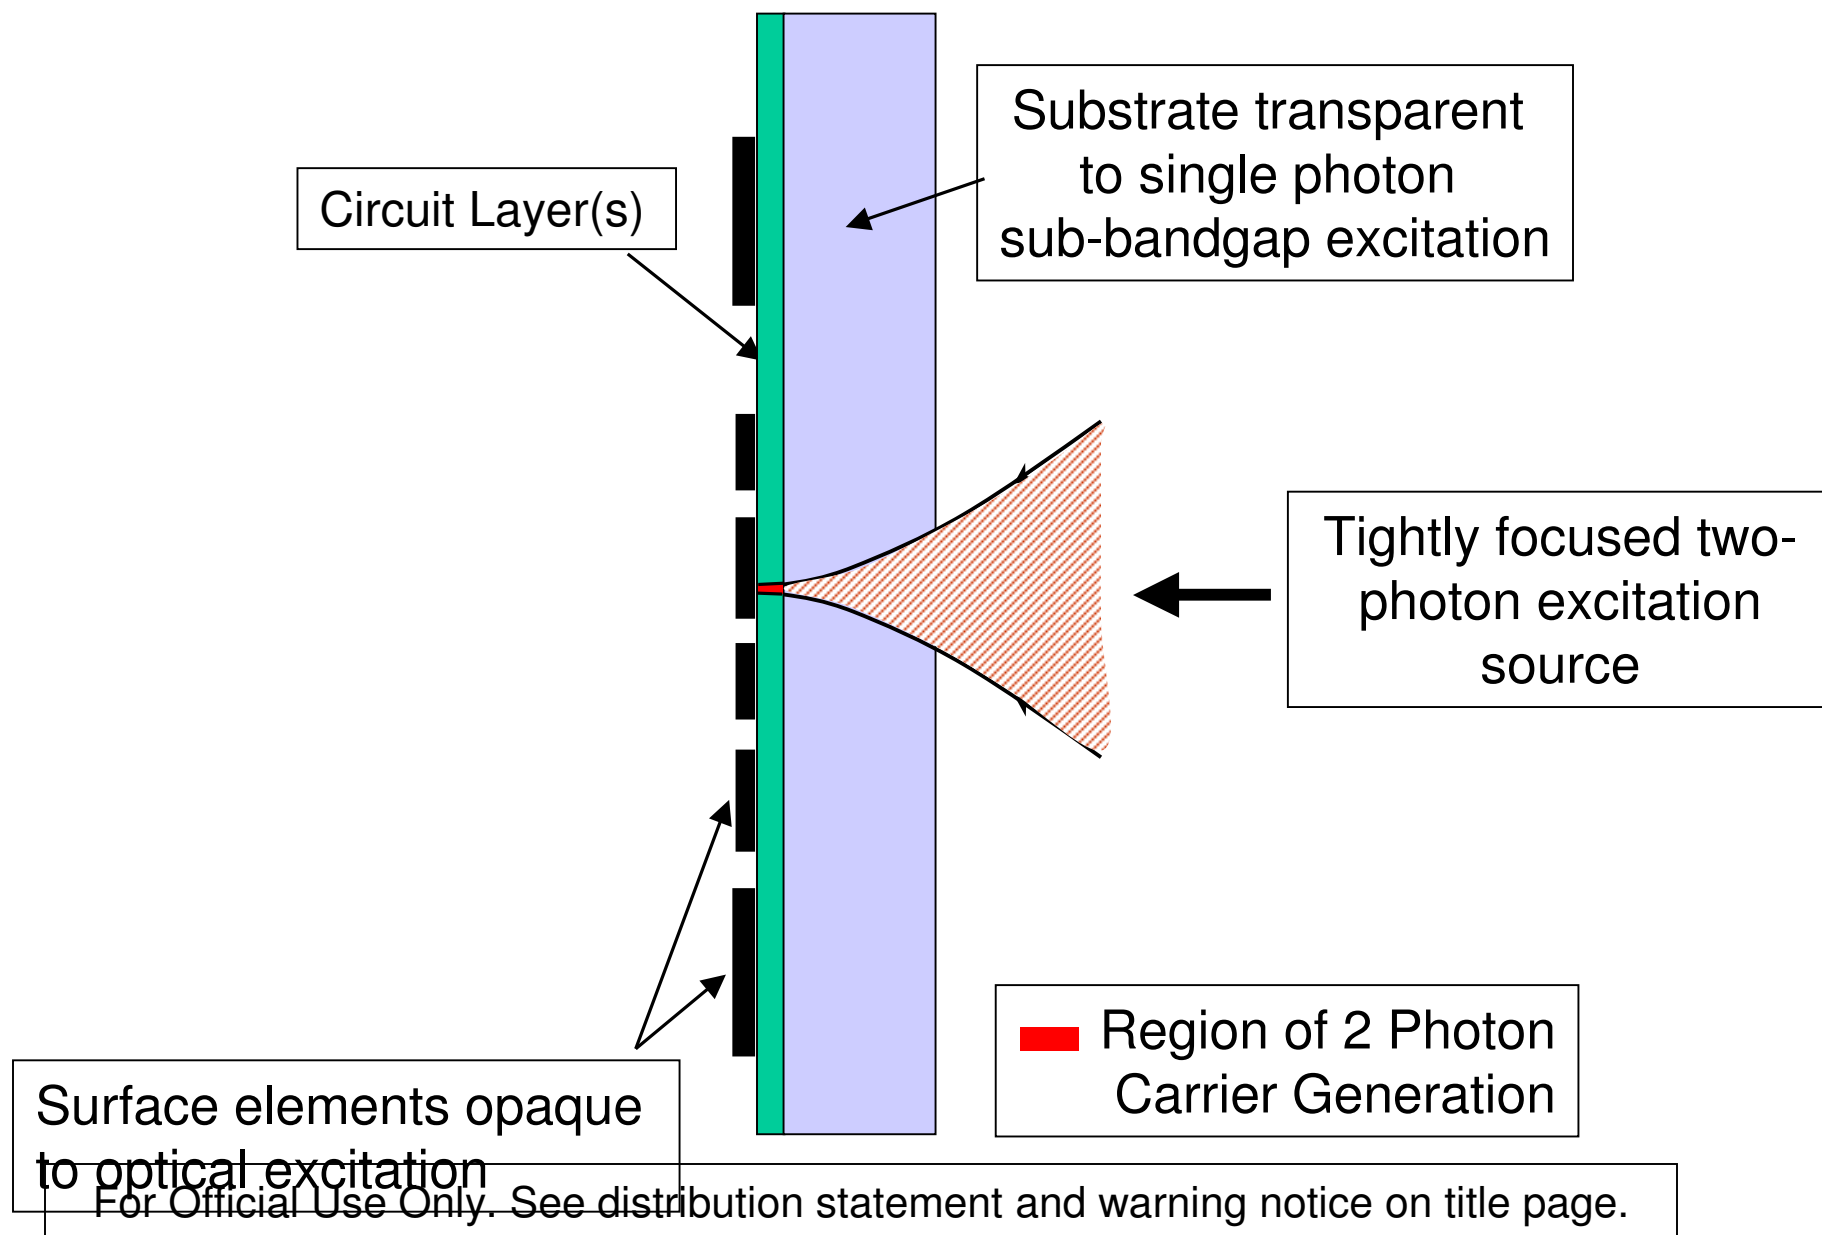 Substrate transparent
to single photon
sub-bandgap excitation
Circuit Layer(s)
Tightly focused two-
photon excitation
source
Region of 2 Photon
Carrier Generation
Surface elements opaque
to optical excitation
For Official Use Only. See distribution statement and warning notice on title page.